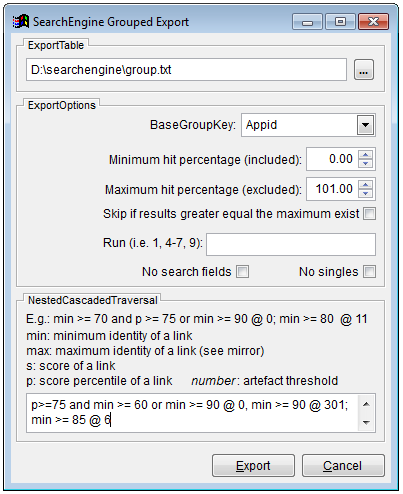 SearchEngine Grouped Export
ExportTable
D:\searchengine\group.txt
...
ExportOptions
BaseGroupKey: Appid
Minimum hit percentage (included): 0.00
Maximum hit percentage (excluded): 101.00
Skip if results greater equal the maximum exist
Run (i.e. 1, 4-7, 9):
No search fields No singles
NestedCascadedTraversal
E.g.: min >= 70 and p >= 75 or min >= 90 @ 0; min >= 80 @ 11
min: minimum identity of a link
max: maximum identity of a link (see mirror)
s: score of a link
p: score percentile of a link number: artefact threshold
p>=75 and min >= 60 or min >= 90 @ 0, min >= 90 @ 301;
min >= 85 @ 6
Export Cancel